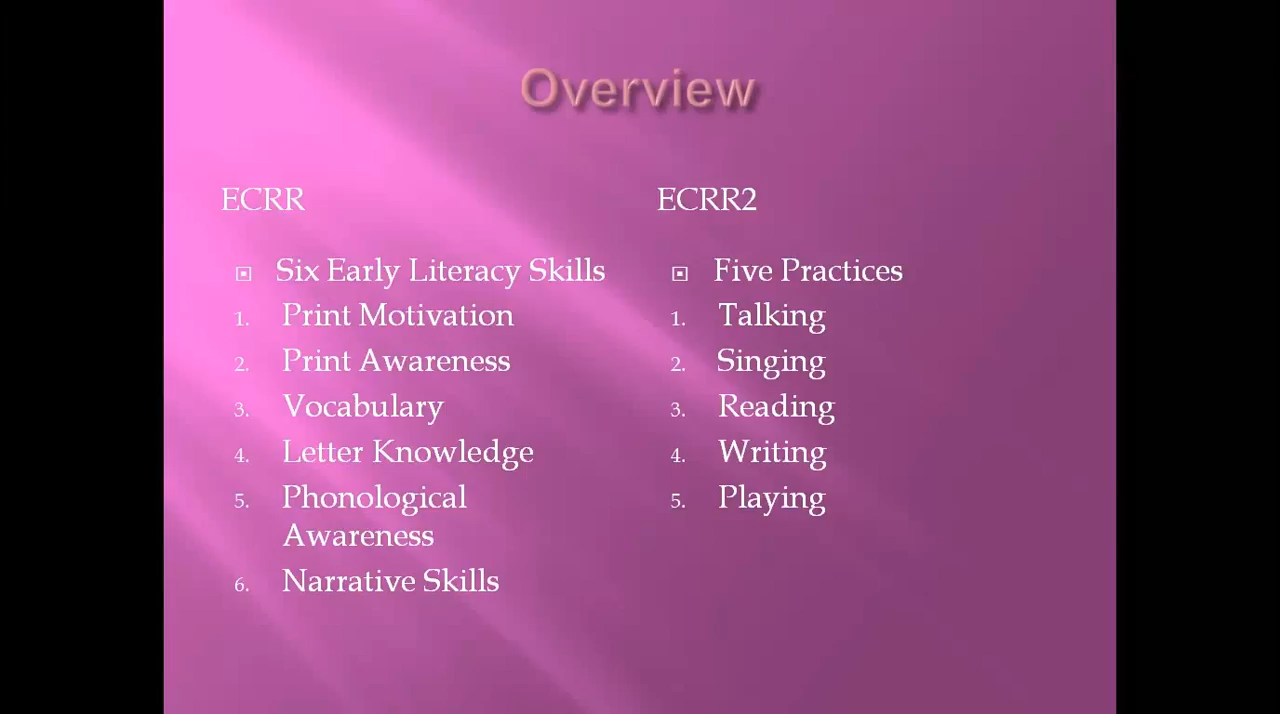 Overview
ECRR
Six Early Literacy Skills
1. Print Motivation
2. Print Awareness
3. Vocabulary
4. Letter Knowledge
5. Phonological
Awareness
6. Narrative Skills
ECRR2
Five Practices
1. Talking
2. Singing
3. Reading
4. Writing
5. Playing